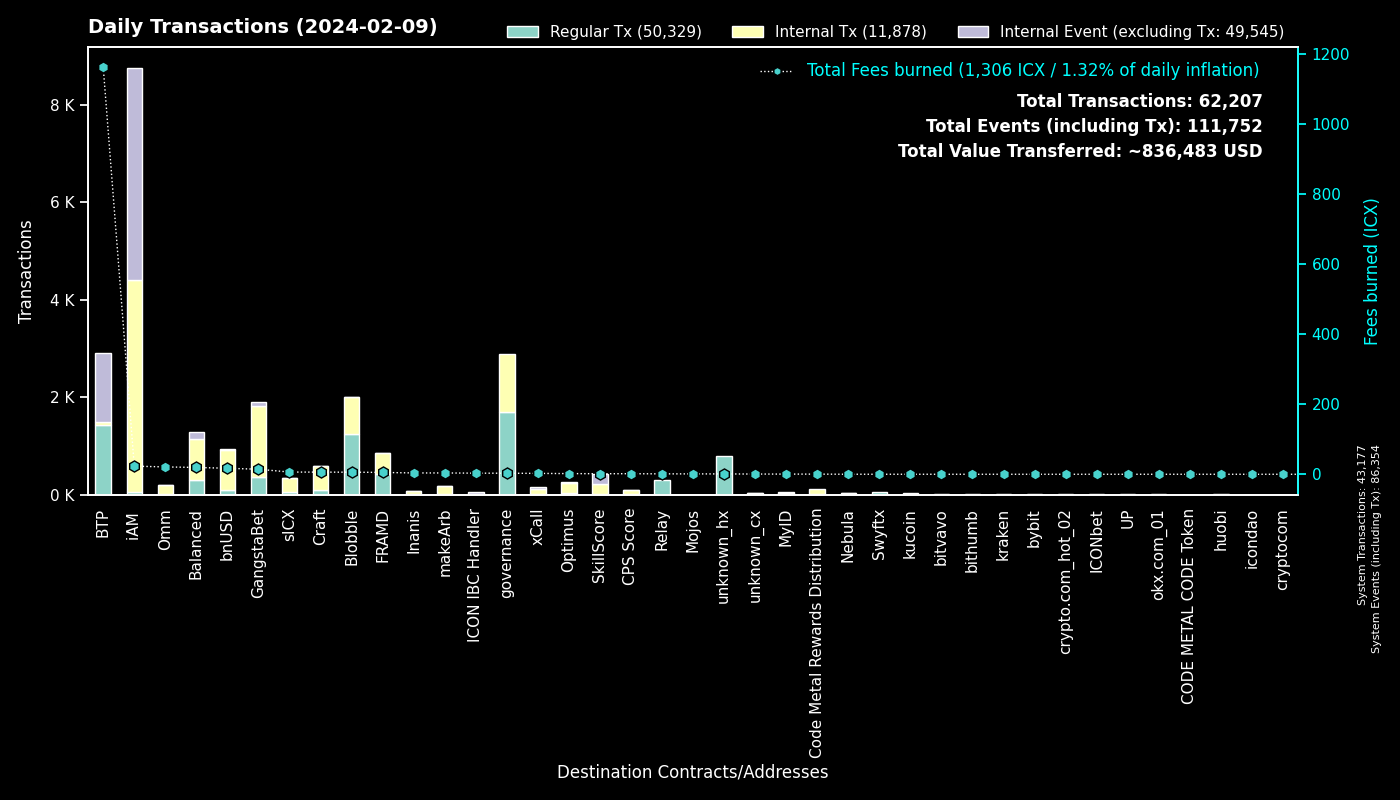 Daily Transactions (2024-02-09)
Regular Tx (50,329)
Internal Tx (11,878)
Internal Event (excluding Tx: 49,545)
Total Fees burned (1,306 ICX / 1.32% of daily inflation)
Total Transactions: 62,207
Total Events (including Tx): 111,752
Total Value Transferred: ~836,483 USD
Transactions
8 K
6 K
4 K
2 K
0 K
1200
1000
800
600
400
200
0
Fees burned (ICX)
System Transactions: 43,177
System Events (including Tx): 86,354
BTP
iAM
Omm
Balanced
bnUSD
GangstaBet
sICX
Craft
Blobble
FRAMD
Inanis
makeArb
ICON IBC Hander
governance
xCall
Optimus
SkillScore
CPS Score
Relay
Mojos
unknown_hx
unknown_cx
MyID
Code Metal Rewards Distribution
Nebula
Swyftx
kucoin
bitvavo
bithumb
kraken
bybit
crypto.com_hot_02
ICONbet
UP
okx.com_01
CODE METAL CODE Token
huobi
icondao
cryptocom
Destination Contracts/Addresses